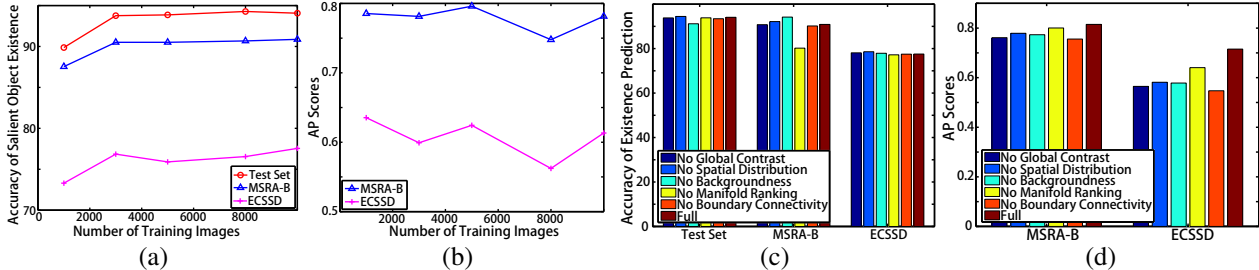 Accuracy of Salient Object Existence
90
80
70
0 2000 4000 6000 8000
Test Set
MSRA-B
ECSSD
Number of Training Images
(a)
AP Scores
0.8
0.7
0.6
0.5
2000 4000 6000 8000
MSRA-B
ECSSD
Number of Training Images
(b)
Accuracy of Existence Prediction
100
80
60
40
20
0
No Global Contrast
No Spatial Distribution
No Backgroundness
No Manifold Ranking
No Boundary Connectivity
Full
Test Set MSRA-B ECSSD
(c)
AP Scores
0.8
0.6
0.4
0.2
0
No Global Contrast
No Spatial Distribution
No Backgroundness
No Manifold Ranking
No Boundary Connectivity
Full
MSRA-B ECSSD
(d)